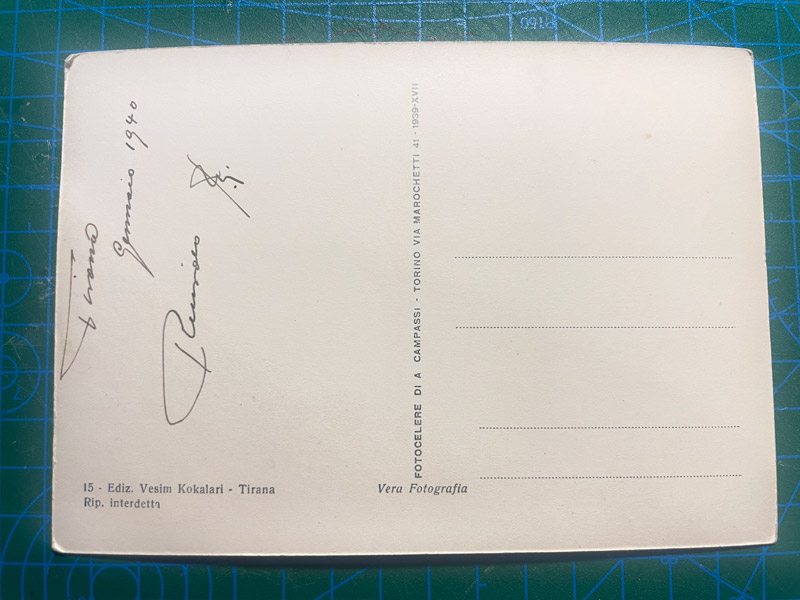 Tirana
Gennaio 1940
15 - Ediz. Vesim Kokalari - Tirana
Rip. interdetta
Vera Fotografia
FOTOCELERE DI A CAMPASSI - TORINO VIA MAROCHETTI 41 - 1939-XVII